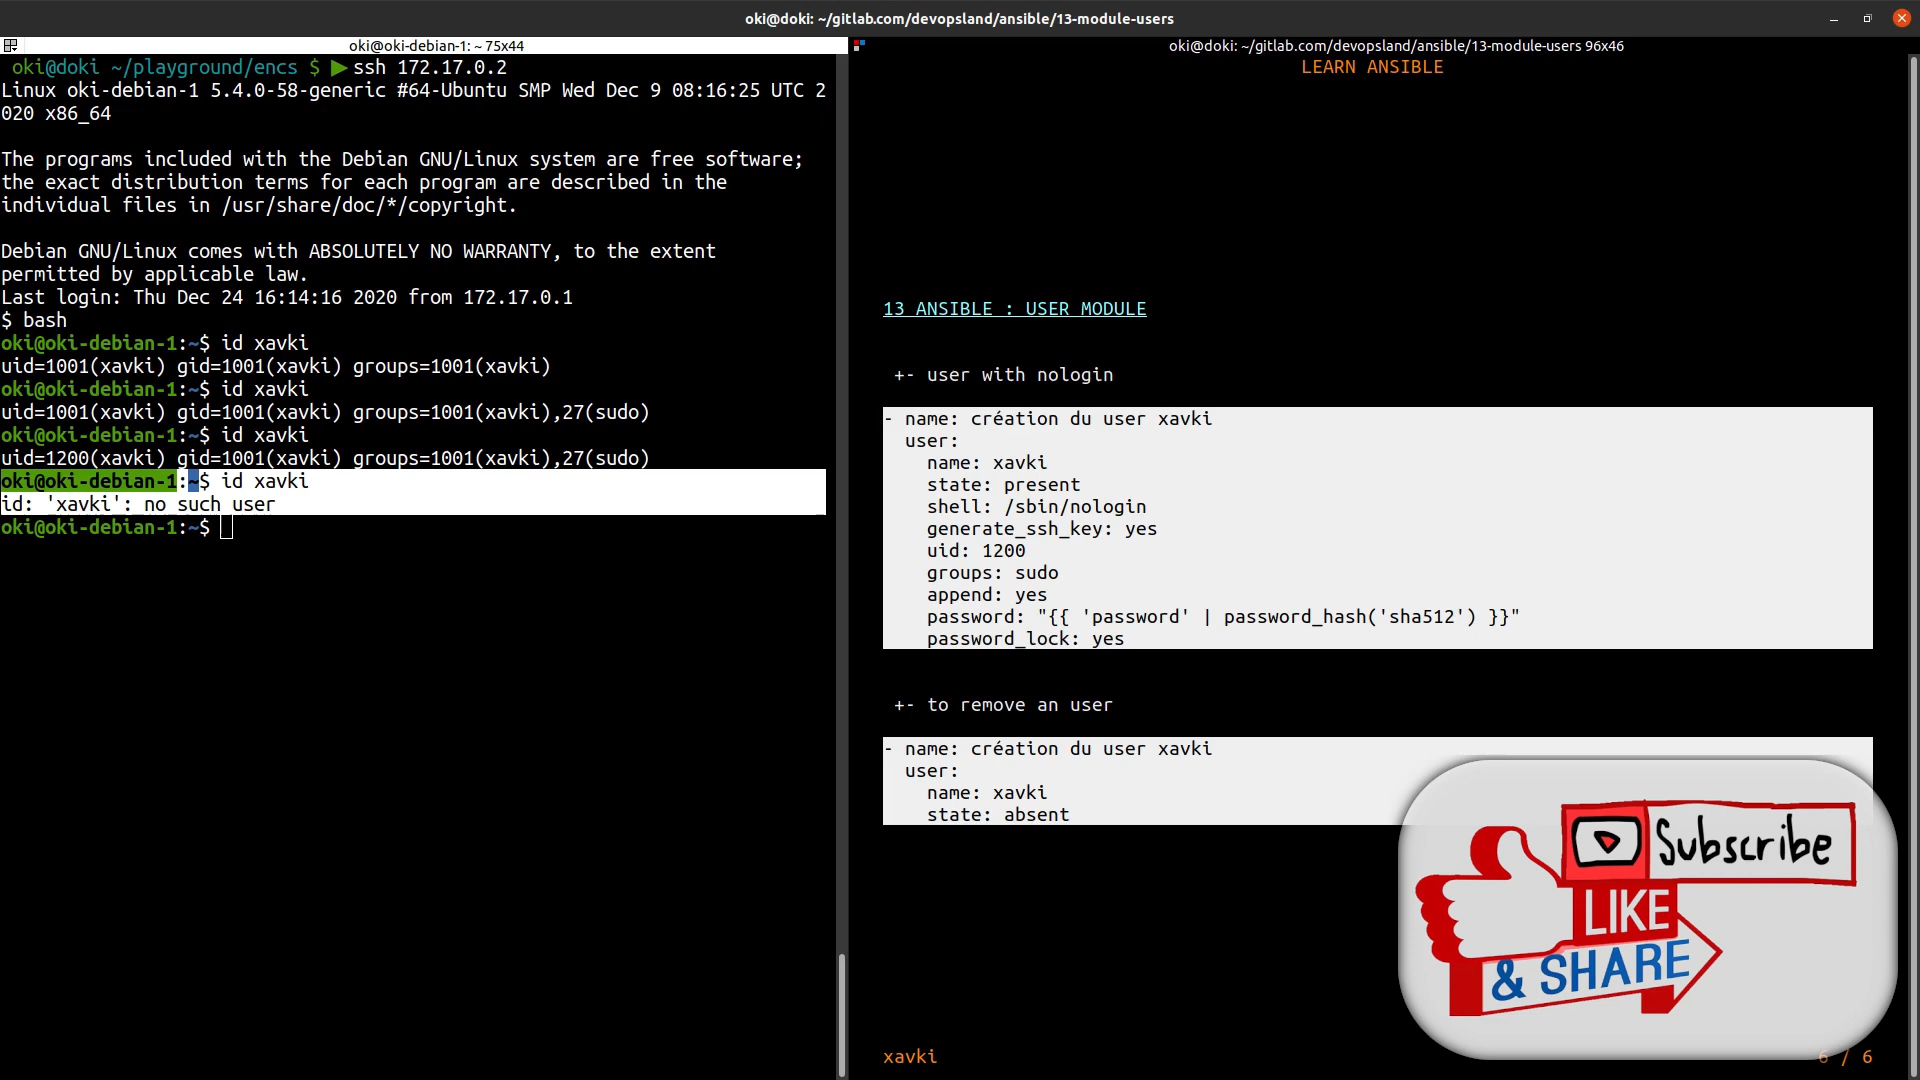 oki@doki: ~/gitlab.com/devopsland/ansible/13-module-users
oki@oki-debian-1: ~ 75x44
oki@doki ~/playground/encs $ ▶ ssh 172.17.0.2
Linux oki-debian-1 5.4.0-58-generic #64-Ubuntu SMP Wed Dec 9 08:16:25 UTC 2
020 x86_64
The programs included with the Debian GNU/Linux system are free software;
the exact distribution terms for each program are described in the
individual files in /usr/share/doc/*/copyright.
Debian GNU/Linux comes with ABSOLUTELY NO WARRANTY, to the extent
permitted by applicable law.
Last login: Thu Dec 24 16:14:16 2020 from 172.17.0.1
$ bash
oki@oki-debian-1:~$ id xavki
uid=1001(xavki) gid=1001(xavki) groups=1001(xavki)
oki@oki-debian-1:~$ id xavki
uid=1001(xavki) gid=1001(xavki) groups=1001(xavki),27(sudo)
oki@oki-debian-1:~$ id xavki
uid=1200(xavki) gid=1001(xavki) groups=1001(xavki),27(sudo)
oki@oki-debian-1:~$ id xavki
id: 'xavki': no such user
oki@oki-debian-1:~$
oki@doki: ~/gitlab.com/devopsland/ansible/13-module-users 96x46
LEARN ANSIBLE
13 ANSIBLE : USER MODULE
+- user with nologin
- name: création du user xavki
user:
name: xavki
state: present
shell: /sbin/nologin
generate_ssh_key: yes
uid: 1200
groups: sudo
append: yes
password: "{{ 'password' | password_hash('sha512') }}"
password_lock: yes
+- to remove an user
- name: création du user xavki
user:
name: xavki
state: absent
Subscribe
LIKE
& SHARE
xavki
6 / 6